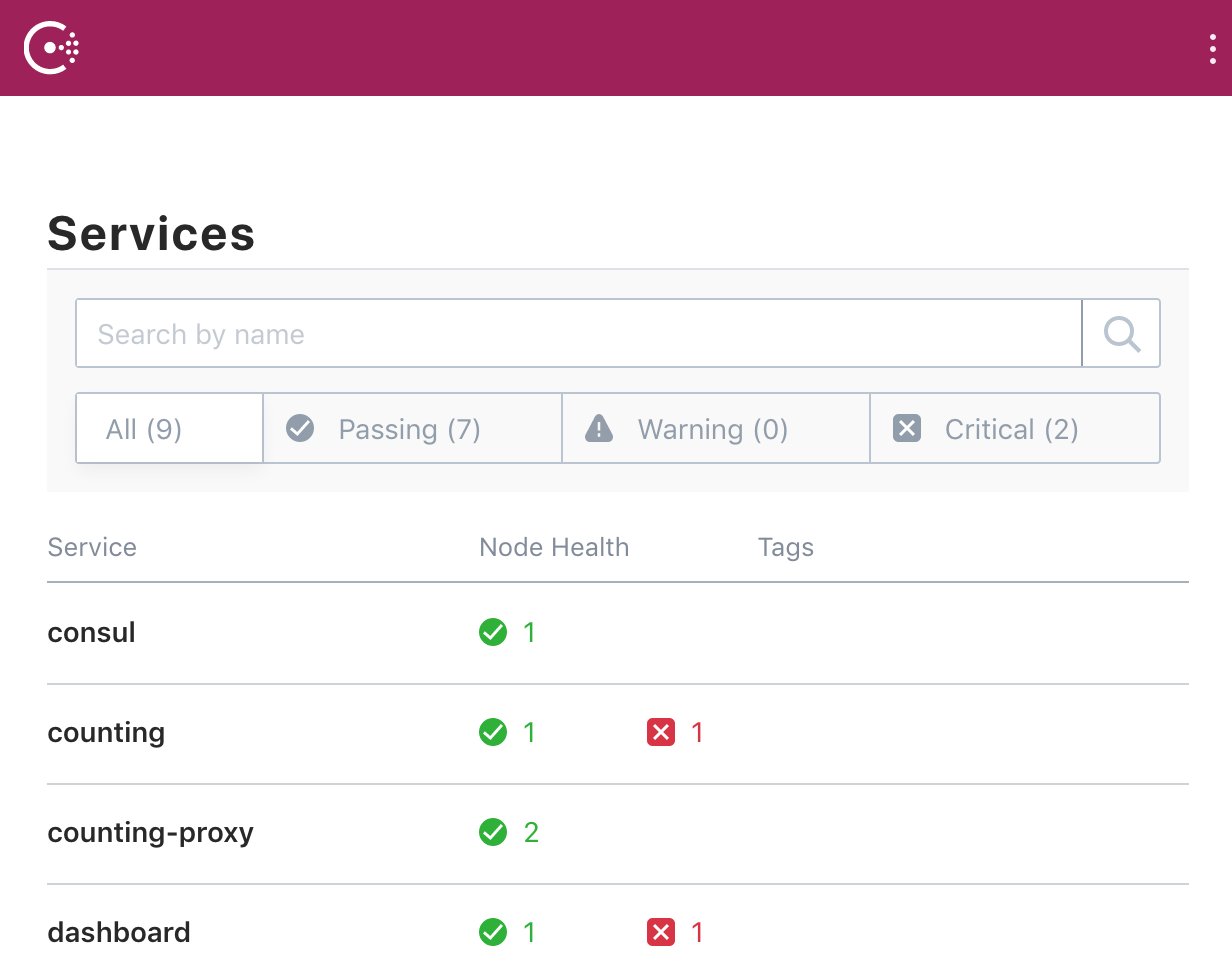 Services
Search by name
All (9) Passing (7) Warning (0) Critical (2)
Service Node Health Tags
consul 1
counting 1 1
counting-proxy 2
dashboard 1 1